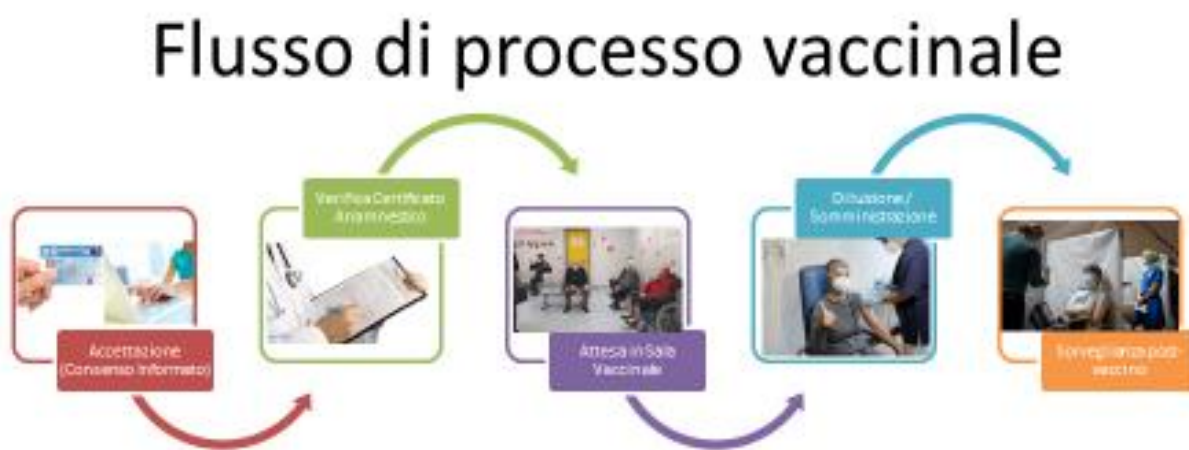 Flusso di processo vaccinale
Accettazione
(Consenso Informato)
Verifica Certificato
Anamnestico
Attesa in Sala
Vaccinale
Diluizione /
Somministrazione
Sorveglianza post-
vaccino